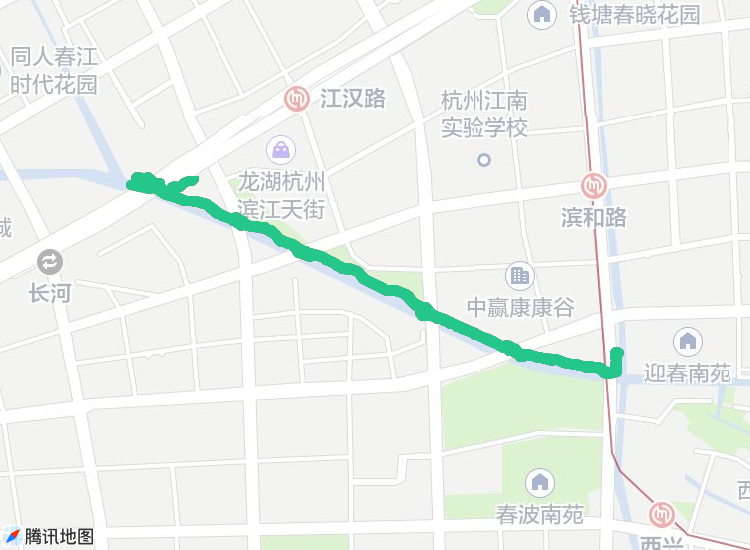 钱塘春晓花园
同人春江
时代花园
江汉路
杭州江南
实验学校
龙湖杭州
滨江天街
滨和路
城
长河
中赢康康谷
迎春南苑
春波南苑
西
西兴
腾讯地图